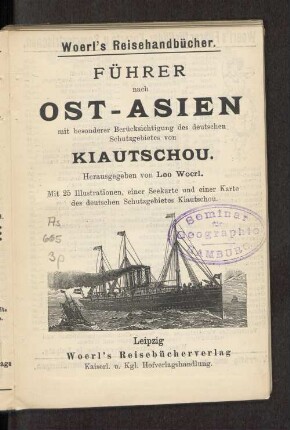 Woerl's Reisehandbücher.
FÜHRER
nach
OST-ASIEN
mit besonderer Berücksichtigung des deutschen
Schutzgebietes von
KIAUTSCHOU.
Herausgegeben von Leo Woerl.
Mit 25 Illustrationen, einer Seekarte und einer Karte
des deutschen Schutzgebietes Kiautschou.
Seminar
Geographie
HAMBURG
Leipzig
Woerl's Reisebücherverlag
Kaiserl. u. Kgl. Hofverlagshandlung.